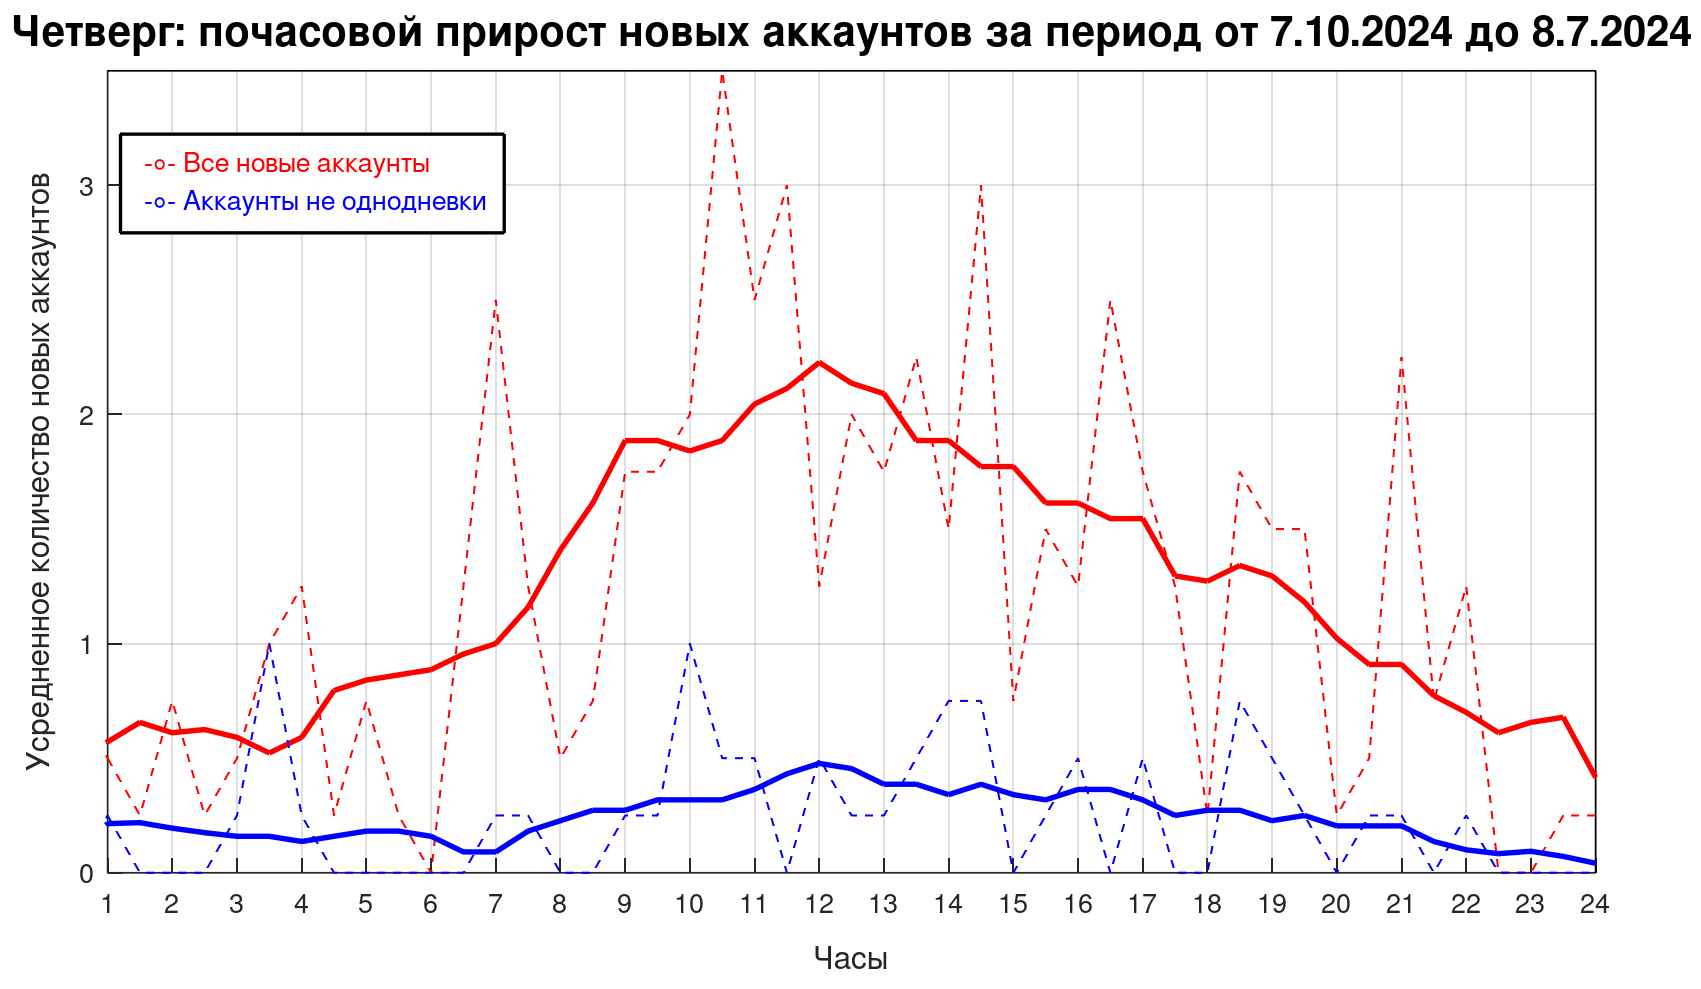 Четверг: почасовой прирост новых аккаунтов за период от 7.10.2024 до 8.7.2024
Усредненное количество новых аккаунтов
-o- Все новые аккаунты
-o- Аккаунты не однодневки
3
2
1
0
1 2 3 4 5 6 7 8 9 10 11 12 13 14 15 16 17 18 19 20 21 22 23 24
Часы